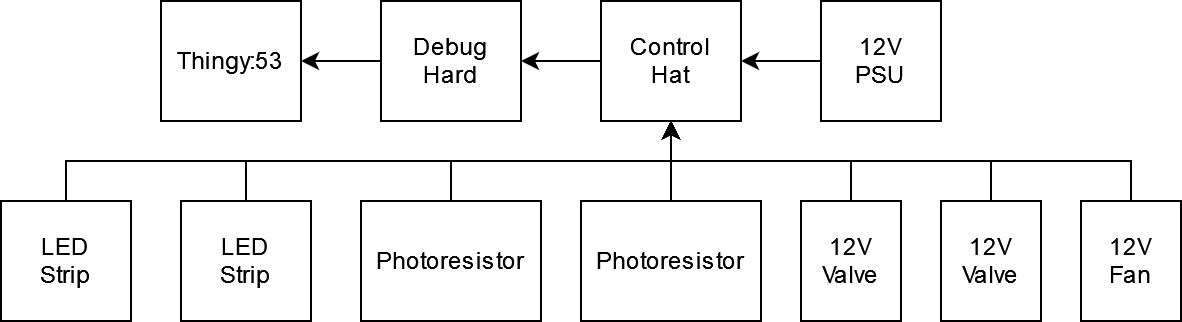 Thingy:53
Debug
Hard
Control
Hat
12V
PSU
LED
Strip
LED
Strip
Photoresistor
Photoresistor
12V
Valve
12V
Valve
12V
Fan